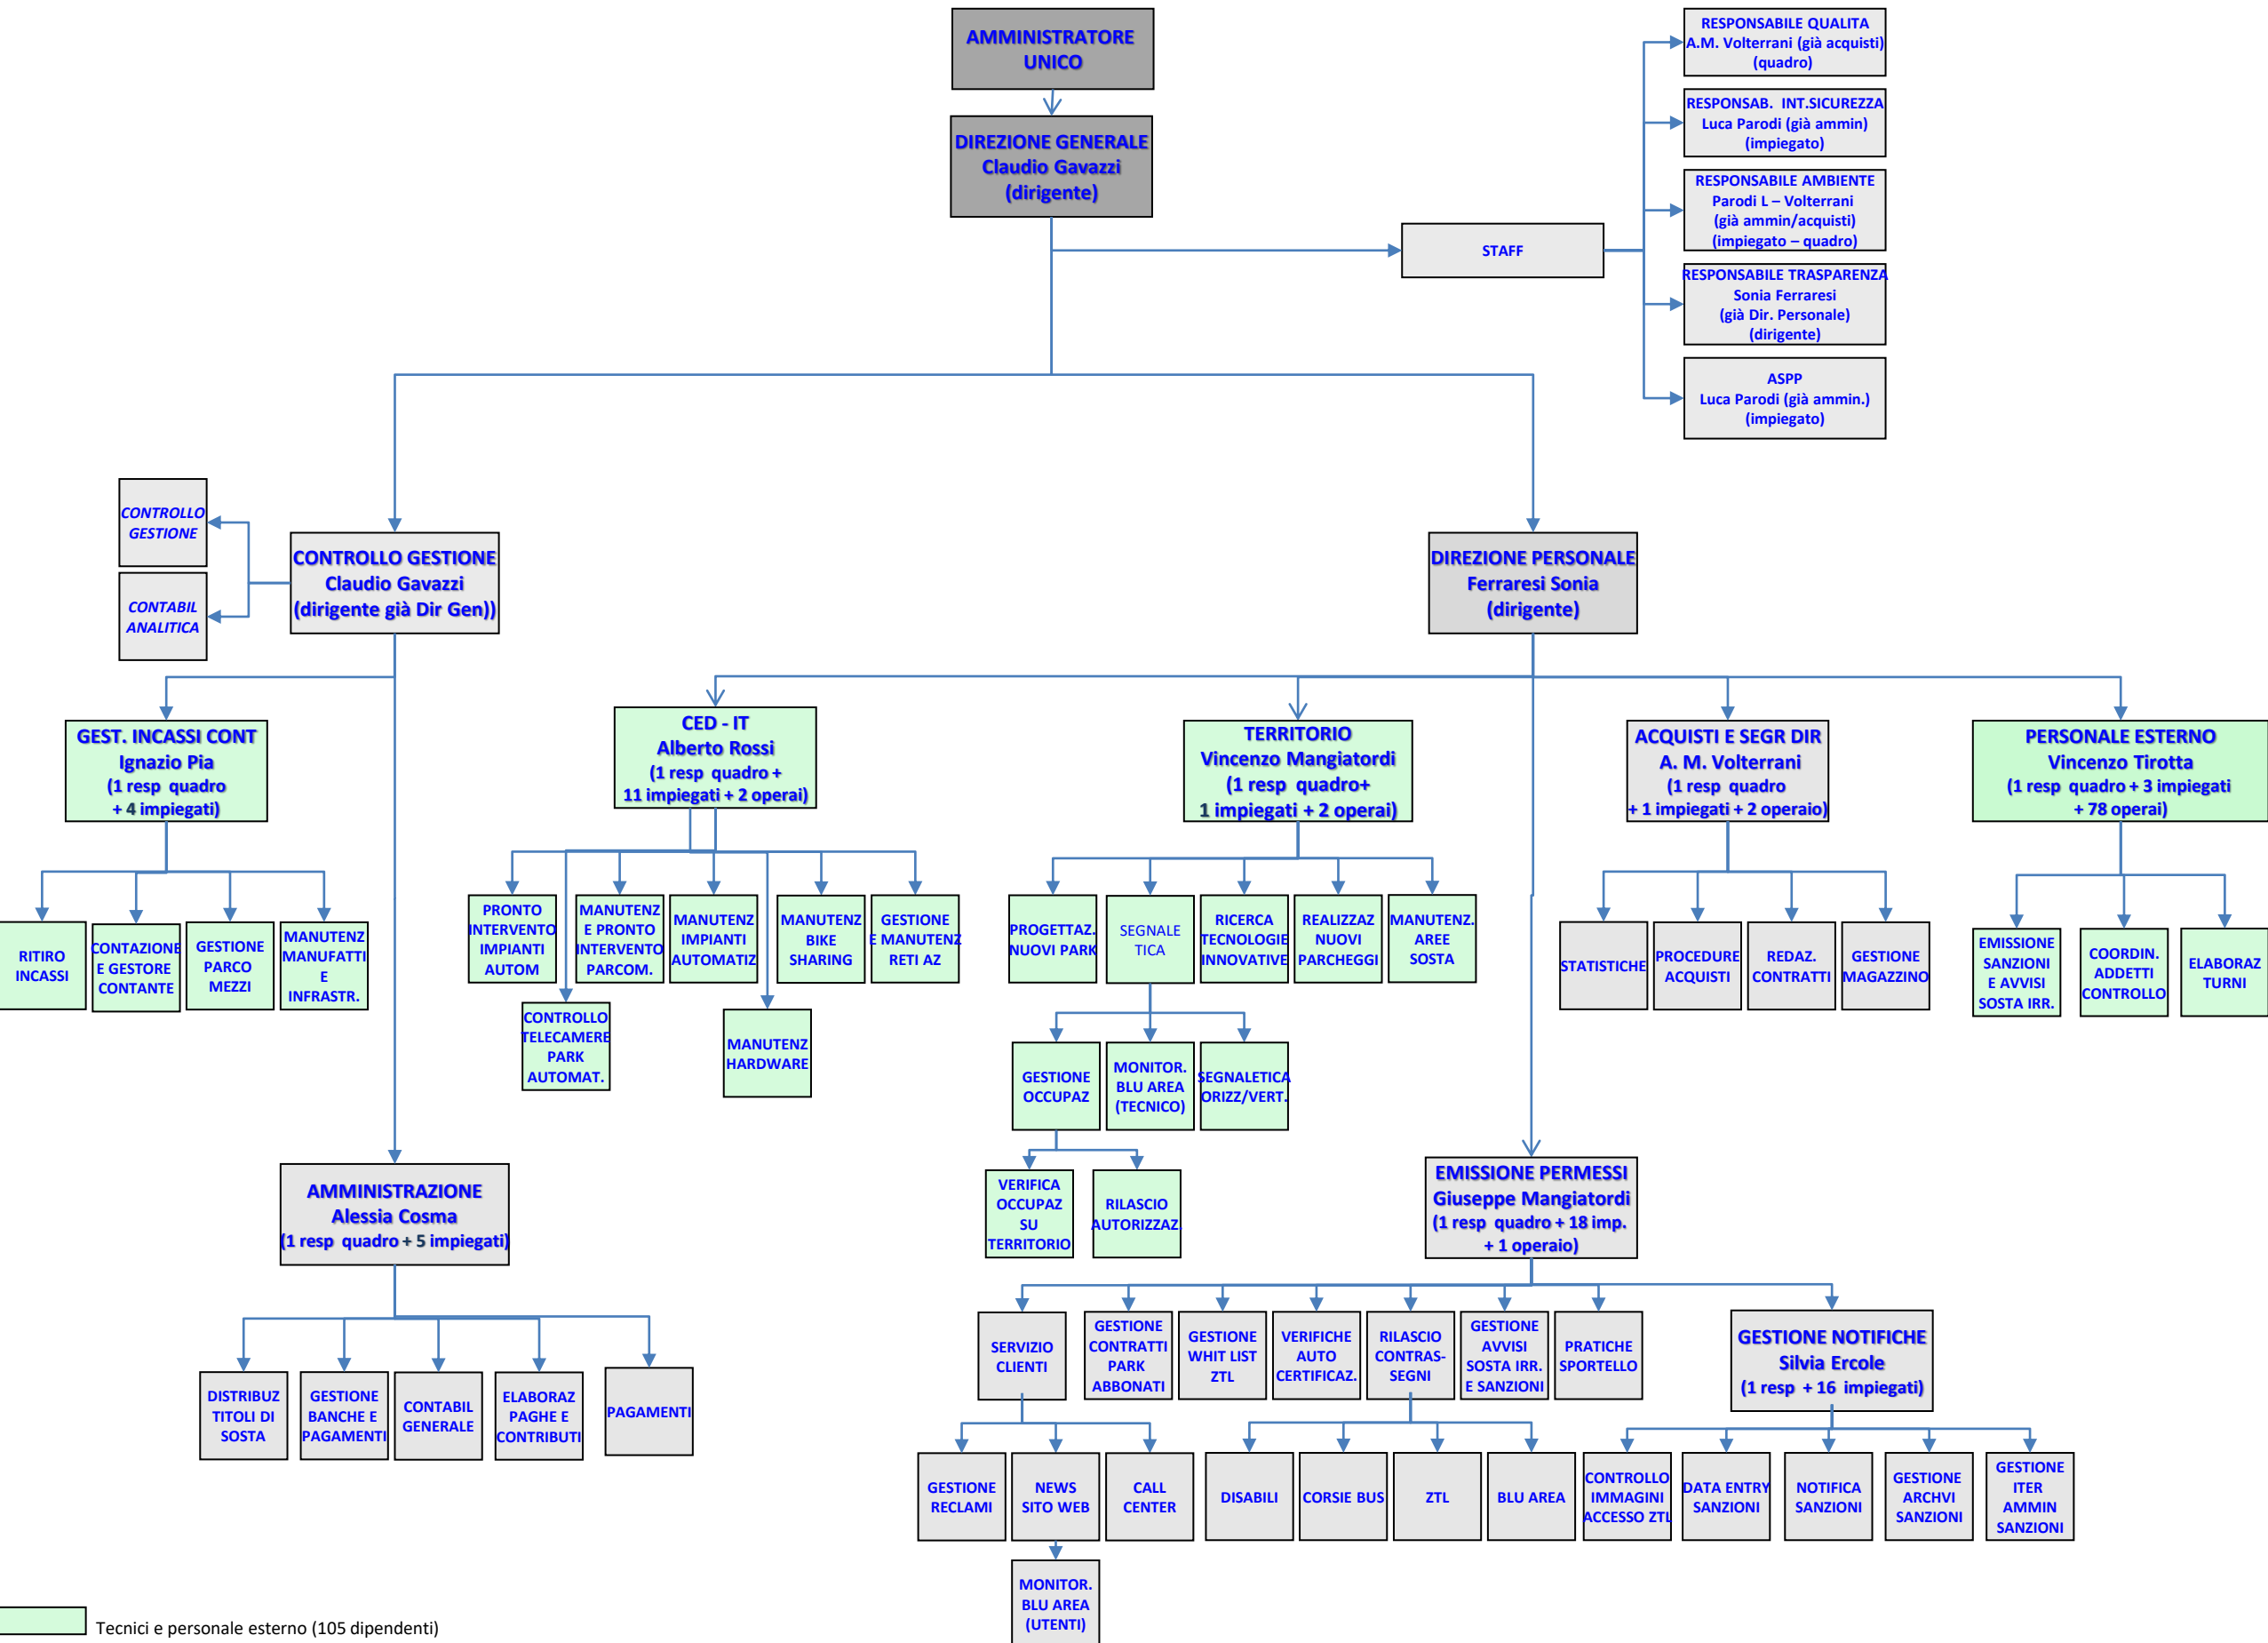 AMMINISTRATORE
UNICO
DIREZIONE GENERALE
Claudio Gavazzi
(dirigente)
STAFF
RESPONSABILE QUALITA
A.M. Volterrani (già acquisti)
(quadro)
RESPONSAB. INT.SICUREZZA
Luca Parodi (già ammin)
(impiegato)
RESPONSABILE AMBIENTE
Parodi L – Volterrani
(già ammin/acquisti)
(impiegato – quadro)
RESPONSABILE TRASPARENZA
Sonia Ferraresi
(già Dir. Personale)
(dirigente)
ASPP
Luca Parodi (già ammin.)
(impiegato)
CONTROLLO
GESTIONE
CONTABIL
ANALITICA
CONTROLLO GESTIONE
Claudio Gavazzi
(dirigente già Dir Gen))
DIREZIONE PERSONALE
Ferraresi Sonia
(dirigente)
GEST. INCASSI CONT
Ignazio Pia
(1 resp quadro
+ 4 impiegati)
CED - IT
Alberto Rossi
(1 resp quadro +
11 impiegati + 2 operai)
TERRITORIO
Vincenzo Mangiatordi
(1 resp quadro+
1 impiegati + 2 operai)
ACQUISTI E SEGR DIR
A. M. Volterrani
(1 resp quadro
+ 1 impiegati + 2 operaio)
PERSONALE ESTERNO
Vincenzo Tirotta
(1 resp quadro + 3 impiegati
+ 78 operai)
RITIRO
INCASSI
CONTAZIONE
E GESTORE
CONTANTE
GESTIONE
PARCO
MEZZI
MANUTENZ
MANUFATTI
E
INFRASTR.
PRONTO
INTERVENTO
IMPIANTI
AUTOM
MANUTENZ
E PRONTO
INTERVENTO
PARCOM.
MANUTENZ
IMPIANTI
AUTOMATIZ
MANUTENZ
BIKE
SHARING
GESTIONE
E MANUTENZ
RETI AZ
CONTROLLO
TELECAMERE
PARK
AUTOMAT.
MANUTENZ
HARDWARE
PROGETTAZ.
NUOVI PARK
SEGNALE
TICA
RICERCA
TECNOLOGIE
INNOVATIVE
REALIZZAZ
NUOVI
PARCHEGGI
MANUTENZ.
AREE
SOSTA
GESTIONE
OCCUPAZ
MONITOR.
BLU AREA
(TECNICO)
SEGNALETICA
ORIZZ/VERT.
VERIFICA
OCCUPAZ
SU
TERRITORIO
RILASCIO
AUTORIZZAZ.
STATISTICHE
PROCEDURE
ACQUISTI
REDAZ.
CONTRATTI
GESTIONE
MAGAZZINO
EMISSIONE
SANZIONI
E AVVISI
SOSTA IRR.
COORDIN.
ADDETTI
CONTROLLO
ELABORAZ
TURNI
AMMINISTRAZIONE
Alessia Cosma
(1 resp quadro + 5 impiegati)
EMISSIONE PERMESSI
Giuseppe Mangiatordi
(1 resp quadro + 18 imp.
+ 1 operaio)
DISTRIBUZ
TITOLI DI
SOSTA
GESTIONE
BANCHE E
PAGAMENTI
CONTABIL
GENERALE
ELABORAZ
PAGHE E
CONTRIBUTI
PAGAMENTI
SERVIZIO
CLIENTI
GESTIONE
CONTRATTI
PARK
ABBONATI
GESTIONE
WHIT LIST
ZTL
VERIFICHE
AUTO
CERTIFICAZ.
RILASCIO
CONTRAS-
SEGNI
GESTIONE
AVVISI
SOSTA IRR.
E SANZIONI
PRATICHE
SPORTELLO
GESTIONE NOTIFICHE
Silvia Ercole
(1 resp + 16 impiegati)
GESTIONE
RECLAMI
NEWS
SITO WEB
CALL
CENTER
DISABILI
CORSIE BUS
ZTL
BLU AREA
CONTROLLO
IMMAGINI
ACCESSO ZTL
DATA ENTRY
SANZIONI
NOTIFICA
SANZIONI
GESTIONE
ARCHVI
SANZIONI
GESTIONE
ITER
AMMIN
SANZIONI
MONITOR.
BLU AREA
(UTENTI)
Tecnici e personale esterno (105 dipendenti)